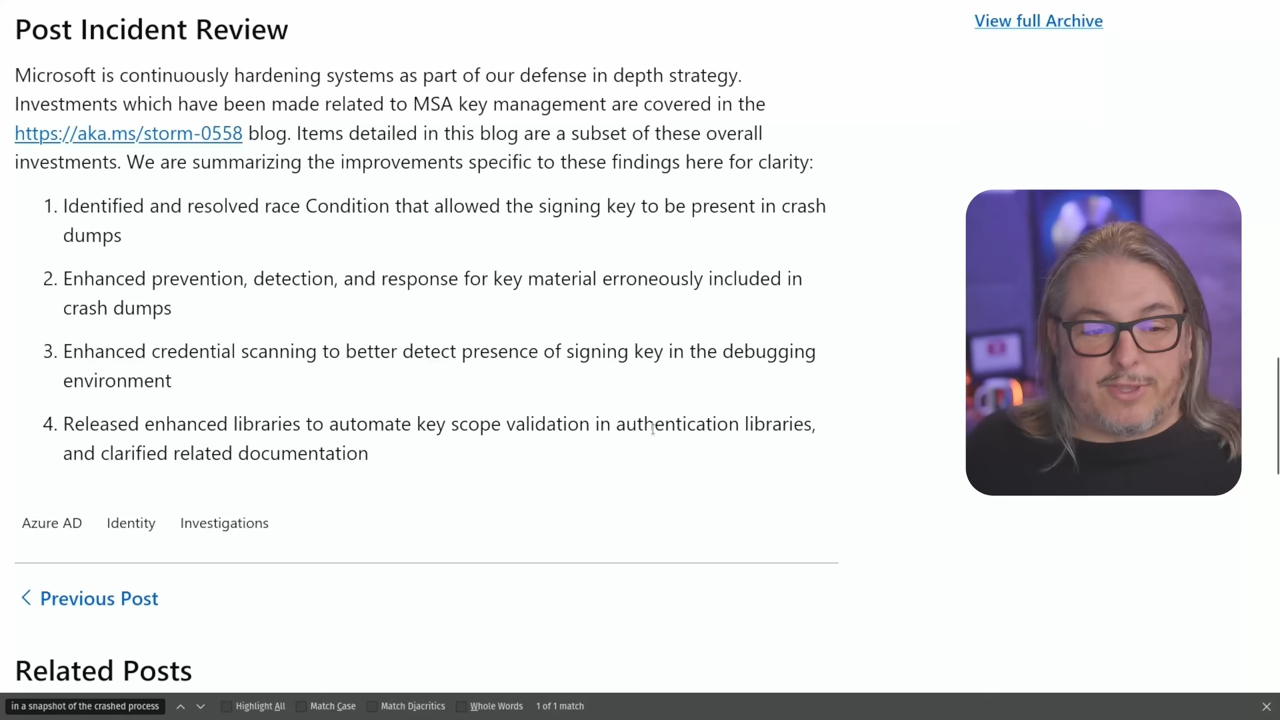 Post Incident Review
View full Archive
Microsoft is continuously hardening systems as part of our defense in depth strategy.
Investments which have been made related to MSA key management are covered in the
https://aka.ms/storm-0558 blog. Items detailed in this blog are a subset of these overall
investments. We are summarizing the improvements specific to these findings here for clarity:
1. Identified and resolved race Condition that allowed the signing key to be present in crash
dumps
2. Enhanced prevention, detection, and response for key material erroneously included in
crash dumps
3. Enhanced credential scanning to better detect presence of signing key in the debugging
environment
4. Released enhanced libraries to automate key scope validation in authentication libraries,
and clarified related documentation
Azure AD Identity Investigations
Previous Post
Related Posts
in a snapshot of the crashed process Highlight All Match Case Match Diacritics Whole Words 1 of 1 match